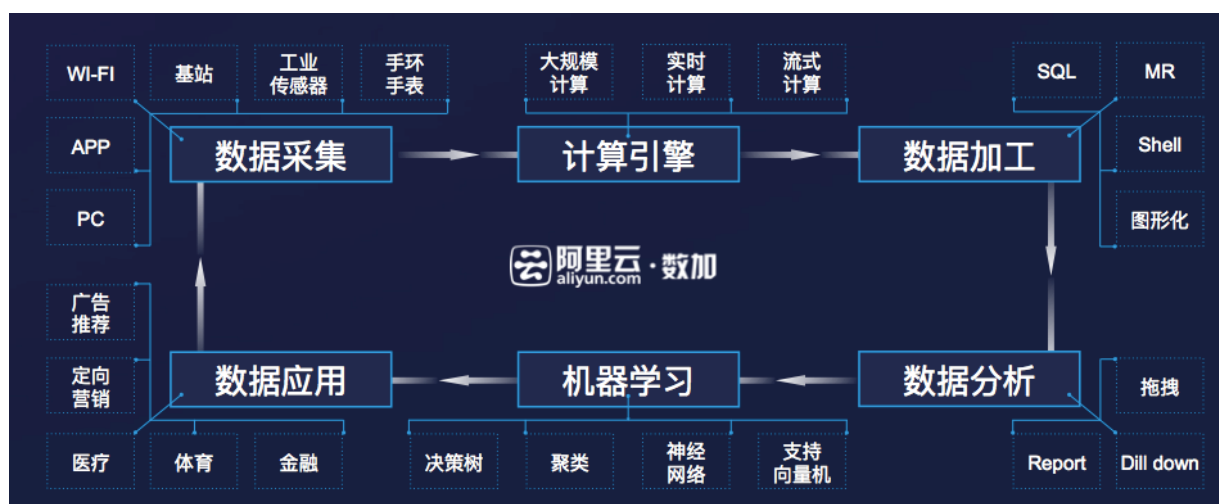 WI-FI
基站
工业
传感器
手环
手表
大规模
计算
实时
计算
流式
计算
SQL
MR
APP
数据采集
计算引擎
数据加工
Shell
PC
图形化
阿里云
aliyun.com
·数加
广告
推荐
定向
营销
数据应用
机器学习
数据分析
拖拽
医疗
体育
金融
决策树
聚类
神经
网络
支持
向量机
Report
Dill down